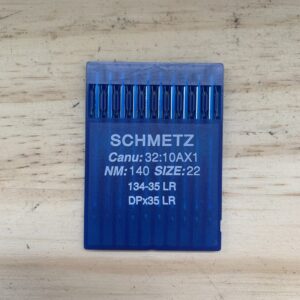 SCHMETZ
Canu: 32:10AX1
NM: 140 SIZE: 22
134-35 LR
DPx35 LR